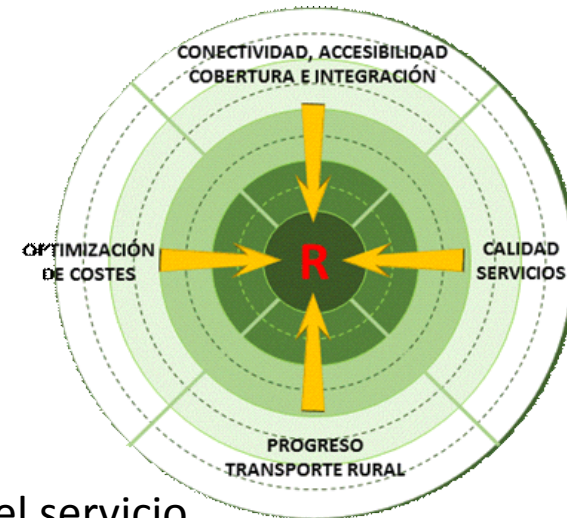 CONECTIVIDAD, ACCESIBILIDAD
COBERTURA E INTEGRACIÓN
OPTIMIZACIÓN
DE COSTES
R
CALIDAD
SERVICIOS
PROGRESO
TRANSPORTE RURAL
el servicio